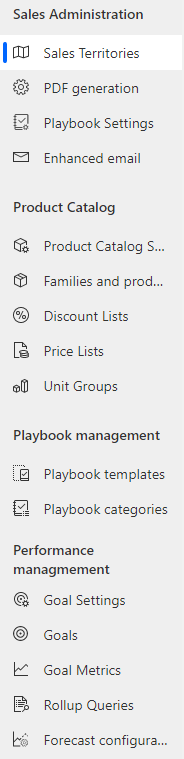 Sales Administration
Sales Territories
PDF generation
Playbook Settings
Enhanced email
Product Catalog
Product Catalog S...
Families and prod...
Discount Lists
Price Lists
Unit Groups
Playbook management
Playbook templates
Playbook categories
Performance
managmement
Goal Settings
Goals
Goal Metrics
Rollup Queries
Forecast configura...